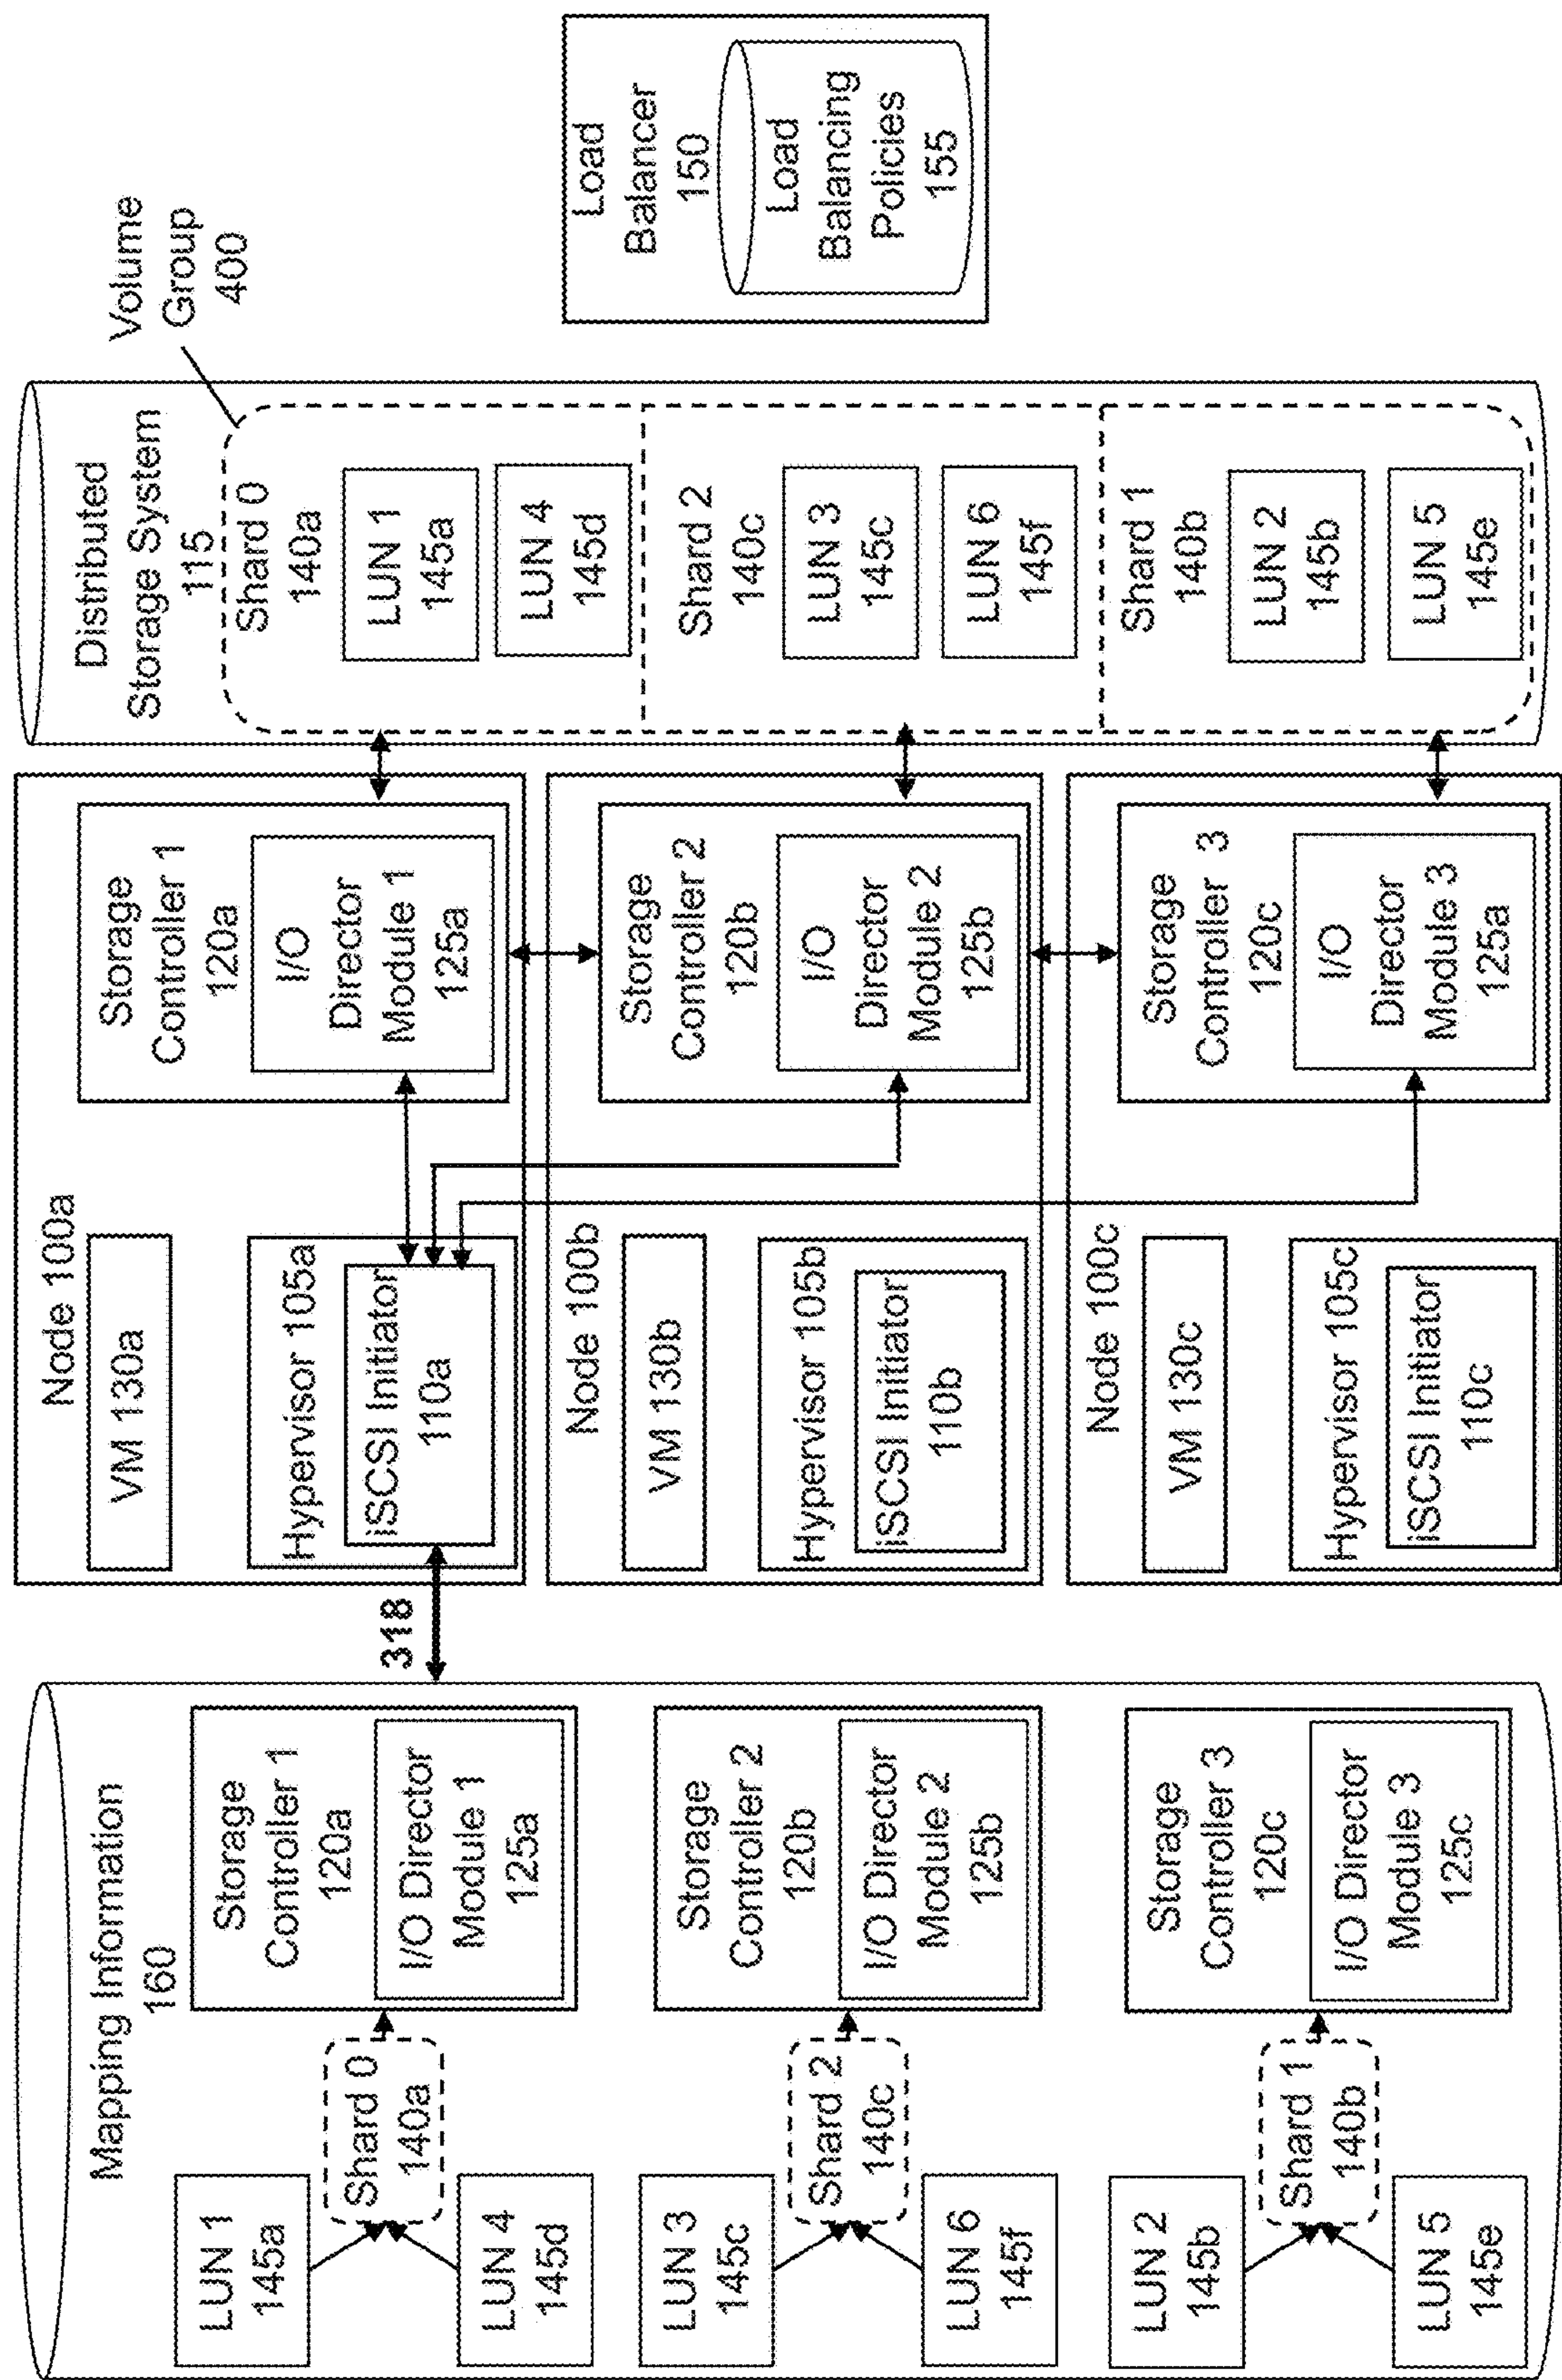 Mapping Information
160
LUN 1
145a
LUN 4
145d
Shard 0
140a
Storage
Controller 1
120a
I/O Director
Module 1
125a
LUN 3
145c
LUN 6
145f
Shard 2
140c
Storage
Controller 2
120b
I/O Director
Module 2
125b
LUN 2
145b
LUN 5
145e
Shard 1
140b
Storage
Controller 3
120c
I/O Director
Module 3
125c
318
Node 100a
VM 130a
Hypervisor 105a
iSCSI Initiator
110a
Storage
Controller 1
120a
I/O
Director
Module 1
125a
Node 100b
VM 130b
Hypervisor 105b
iSCSI Initiator
110b
Storage
Controller 2
120b
I/O
Director
Module 2
125b
Node 100c
VM 130c
Hypervisor 105c
iSCSI Initiator
110c
Storage
Controller 3
120c
I/O
Director
Module 3
125a
Distributed
Storage System
115
Shard 0
140a
LUN 1
145a
LUN 4
145d
Shard 2
140c
LUN 3
145c
LUN 6
145f
Shard 1
140b
LUN 2
145b
LUN 5
145e
Volume
Group
400
Load
Balancer
150
Load
Balancing
Policies
155